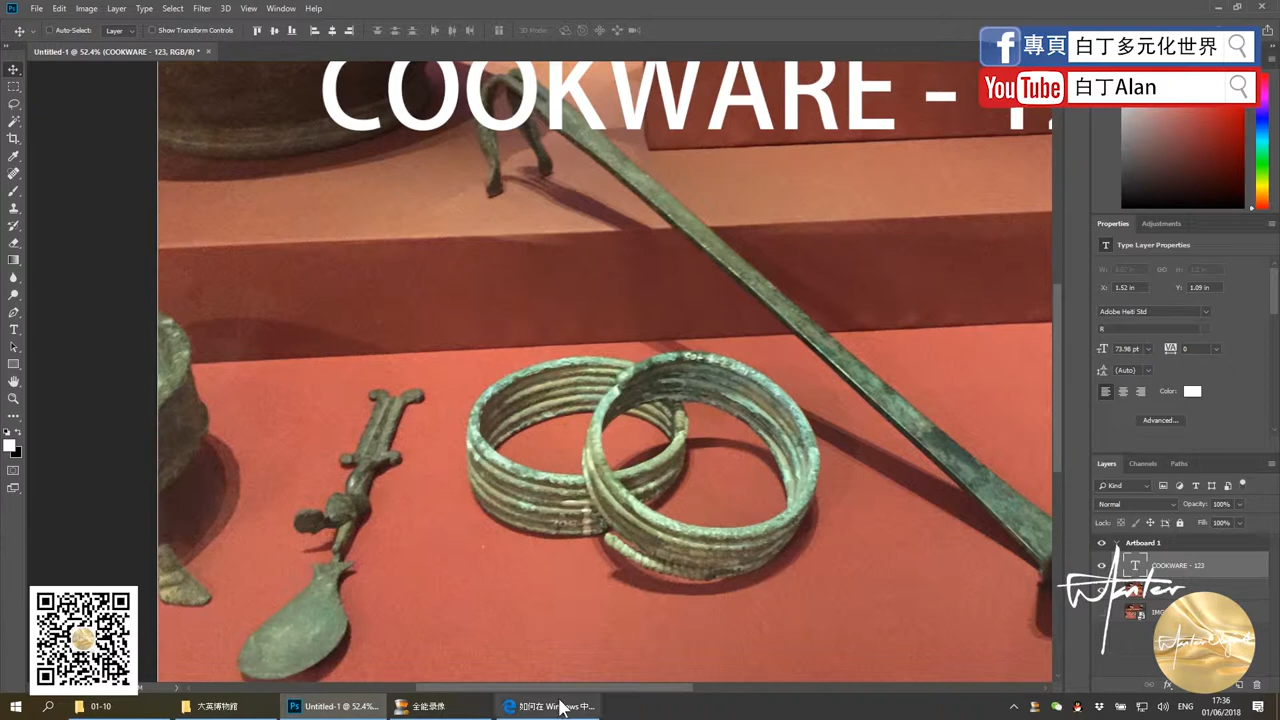 File Edit Image Layer Type Select Filter 3D View Window Help
Auto-Select: Layer Show Transform Controls 3D Mode:
Untitled-1 @ 52.4% (COOKWARE - 123, RGB/8) *
專頁 白丁多元化世界
YouTube 白丁Alan
COOKWARE - 12
Properties Adjustments
Type Layer Properties
W: H:
X: 1.52 in Y: 1.09 in
Adobe Heiti Std
R
73.98 pt 0
(Auto)
Color:
Advanced...
Layers Channels Paths
Kind
Normal Opacity: 100%
Lock: Fill: 100%
Artboard 1
COOKWARE - 123
IMG
01-10 大英博物館 Untitled-1 @ 52.4%... 全能录像 如何在 Windows 中...
ENG 17:36
01/06/2018